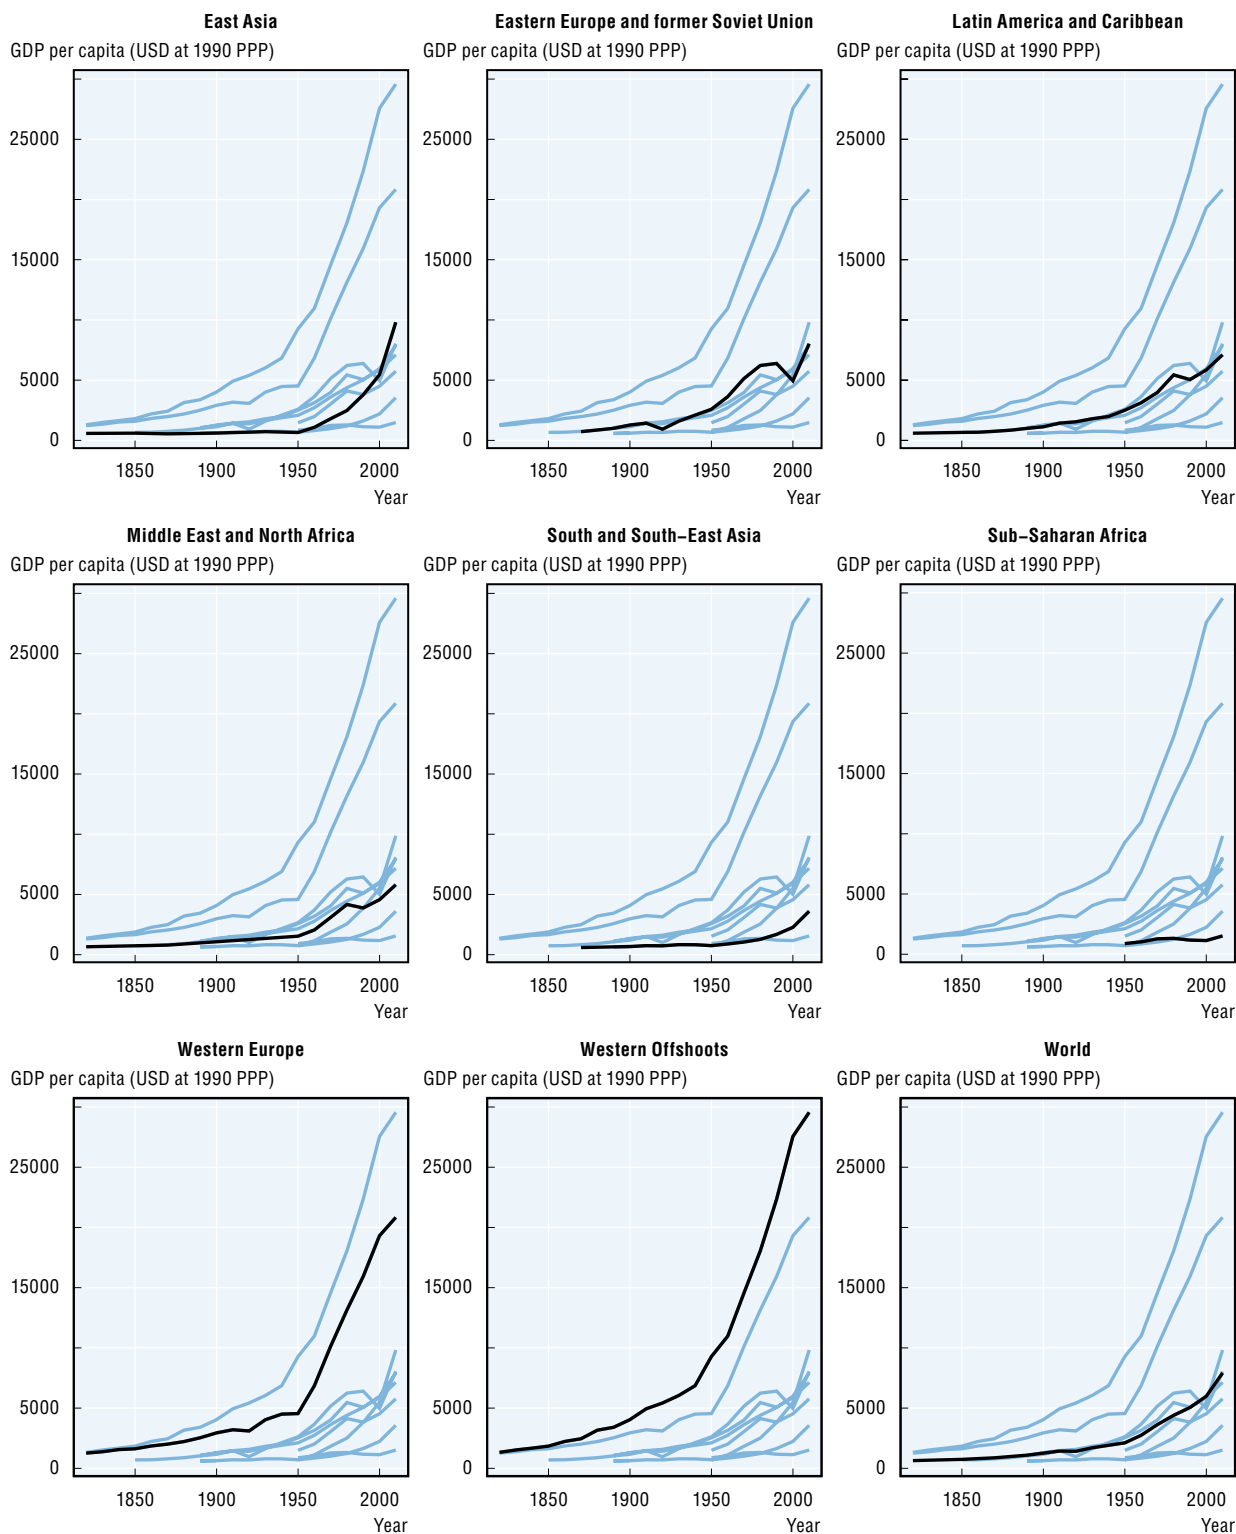 East Asia
GDP per capita (USD at 1990 PPP)
25000
15000
5000
0
1850 1900 1950 2000
Year
Eastern Europe and former Soviet Union
GDP per capita (USD at 1990 PPP)
25000
15000
5000
0
1850 1900 1950 2000
Year
Latin America and Caribbean
GDP per capita (USD at 1990 PPP)
25000
15000
5000
0
1850 1900 1950 2000
Year
Middle East and North Africa
GDP per capita (USD at 1990 PPP)
25000
15000
5000
0
1850 1900 1950 2000
Year
South and South–East Asia
GDP per capita (USD at 1990 PPP)
25000
15000
5000
0
1850 1900 1950 2000
Year
Sub–Saharan Africa
GDP per capita (USD at 1990 PPP)
25000
15000
5000
0
1850 1900 1950 2000
Year
Western Europe
GDP per capita (USD at 1990 PPP)
25000
15000
5000
0
1850 1900 1950 2000
Year
Western Offshoots
GDP per capita (USD at 1990 PPP)
25000
15000
5000
0
1850 1900 1950 2000
Year
World
GDP per capita (USD at 1990 PPP)
25000
15000
5000
0
1850 1900 1950 2000
Year